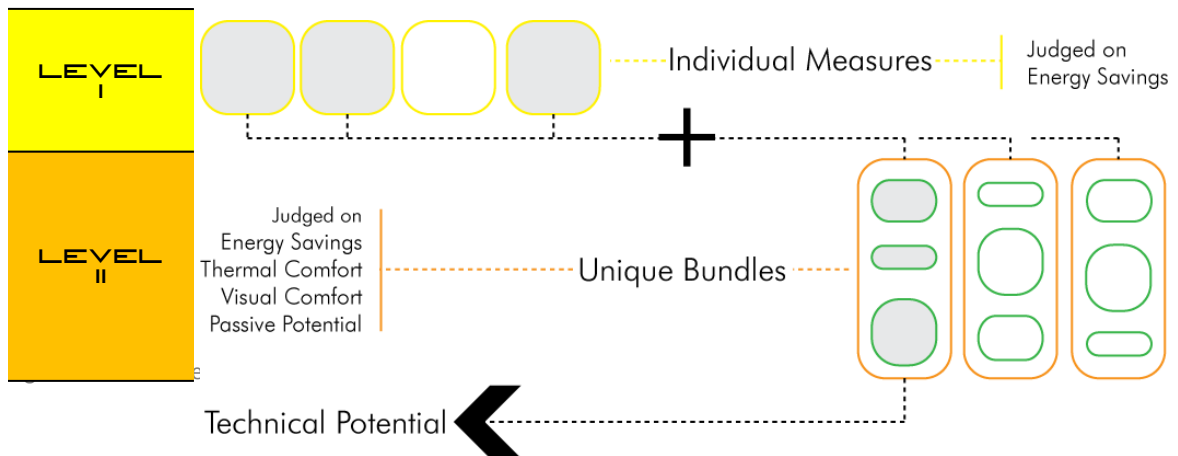 LEVEL
I
Individual Measures
Judged on
Energy Savings
LEVEL
II
Judged on
Energy Savings
Thermal Comfort
Visual Comfort
Passive Potential
Unique Bundles
Technical Potential